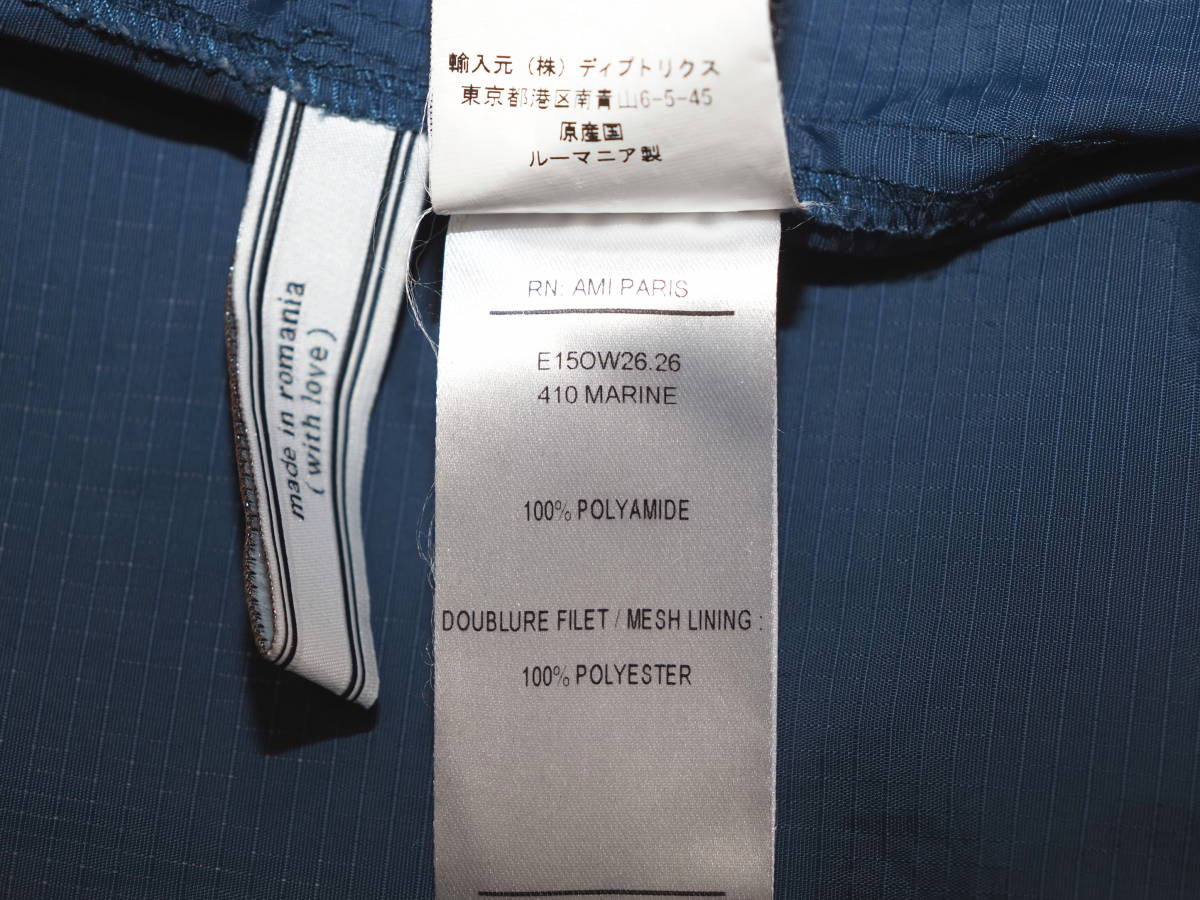 輸入元（株）ディプトリクス
東京都港区南青山6-5-45
原産国
ルーマニア製
made in romania
(with love)
RN: AMI PARIS
E15OW26.26
410 MARINE
100% POLYAMIDE
DOUBLURE FILET / MESH LINING :
100% POLYESTER